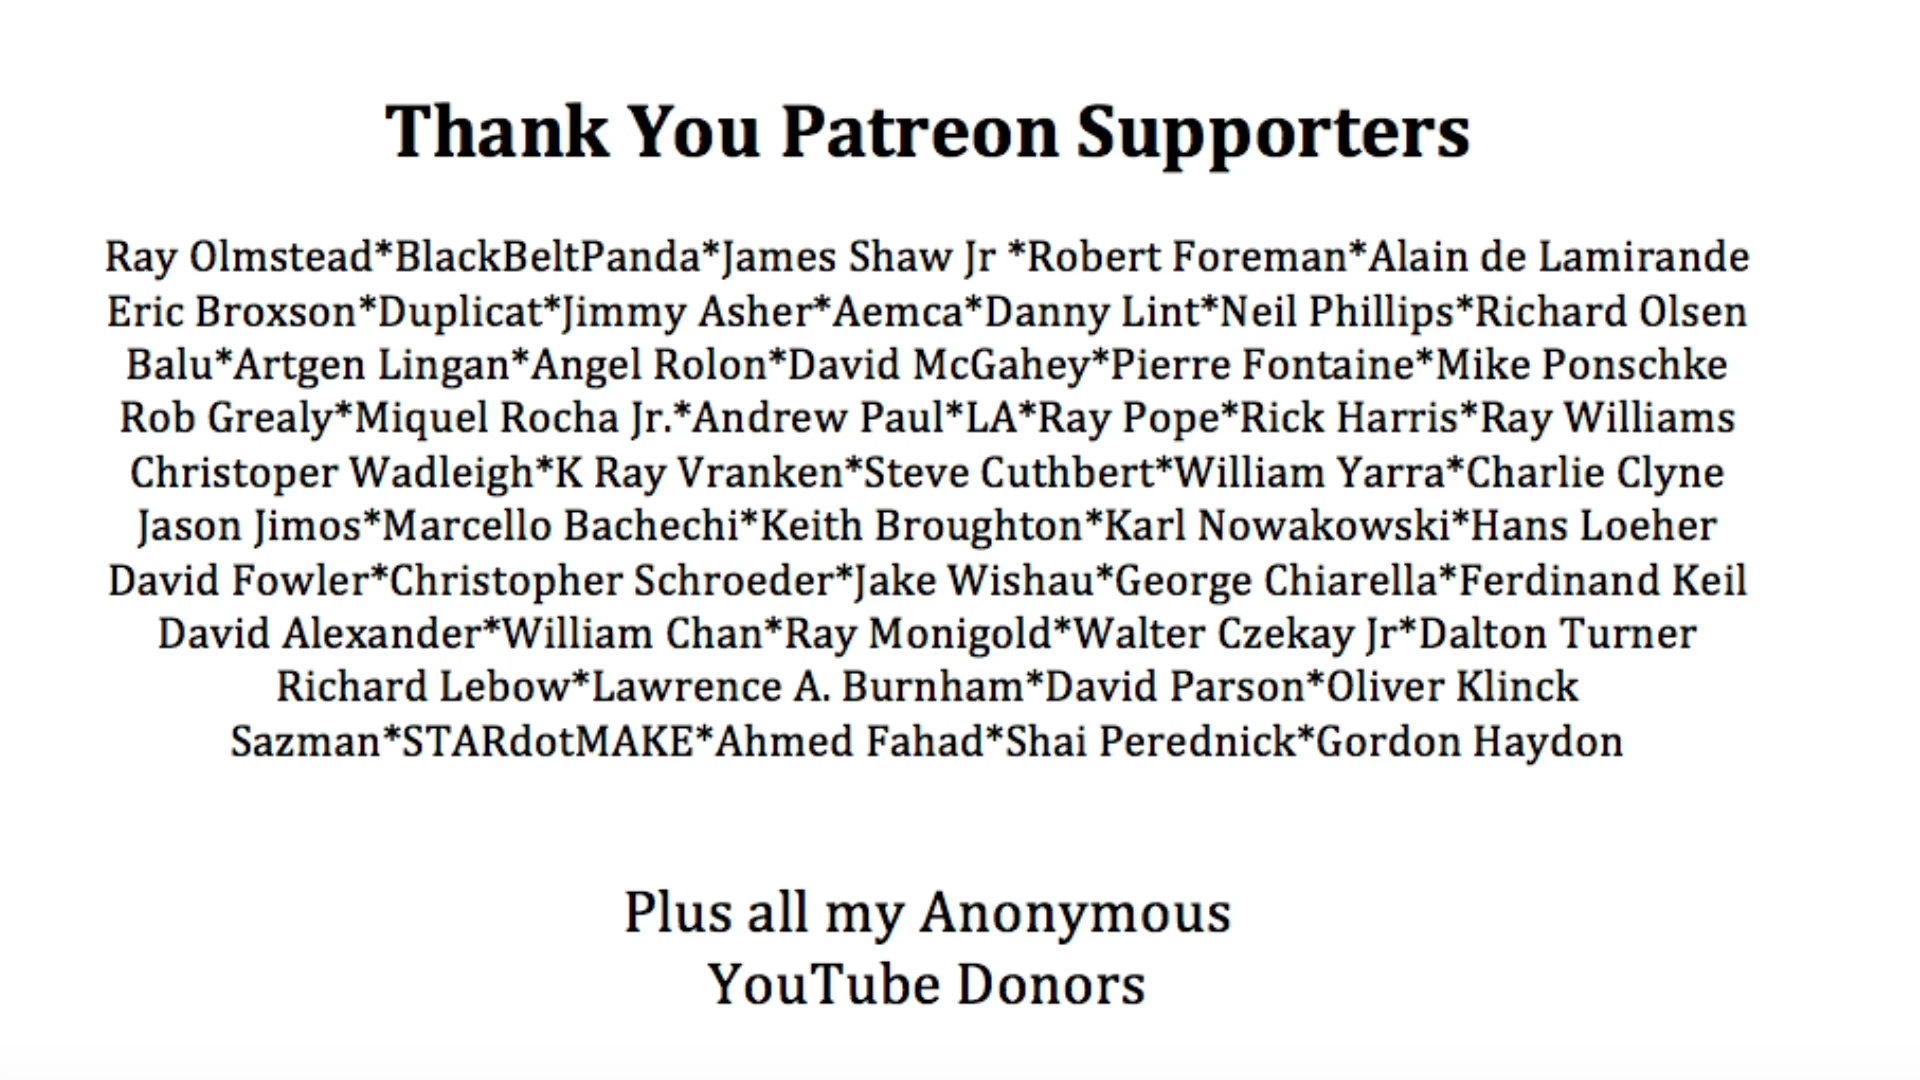 Thank You Patreon Supporters
Ray Olmstead*BlackBeltPanda*James Shaw Jr *Robert Foreman*Alain de Lamirande
Eric Broxson*Duplicat*Jimmy Asher*Aemca*Danny Lint*Neil Phillips*Richard Olsen
Balu*Artgen Lingan*Angel Rolon*David McGahey*Pierre Fontaine*Mike Ponschke
Rob Grealy*Miquel Rocha Jr.*Andrew Paul*LA*Ray Pope*Rick Harris*Ray Williams
Christoper Wadleigh*K Ray Vranken*Steve Cuthbert*William Yarra*Charlie Clyne
Jason Jimos*Marcello Bachechi*Keith Broughton*Karl Nowakowski*Hans Loeher
David Fowler*Christopher Schroeder*Jake Wishau*George Chiarella*Ferdinand Keil
David Alexander*William Chan*Ray Monigold*Walter Czekay Jr*Dalton Turner
Richard Lebow*Lawrence A. Burnham*David Parson*Oliver Klinck
Sazman*STARdotMAKE*Ahmed Fahad*Shai Perednick*Gordon Haydon
Plus all my Anonymous
YouTube Donors